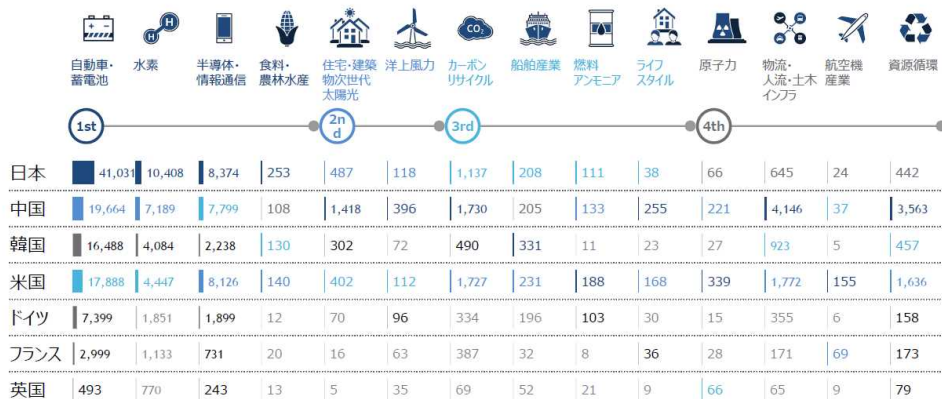 H H
CO₂
自動車・ 水素 半導体・ 食料・ 住宅・建築 洋上風力 カーボン 船舶産業 燃料 ライフ 原子力 物流・ 航空機 資源循環
蓄電池 情報通信 農林水産 物次世代 リサイクル アンモニア スタイル 人流・土木 産業
太陽光 インフラ
1st 2n 3rd 4th
d
日本 41,031 10,408 8,374 253 487 118 1,137 208 111 38 66 645 24 442
中国 19,664 7,189 7,799 108 1,418 396 1,730 205 133 255 221 4,146 37 3,563
韓国 16,488 4,084 2,238 130 302 72 490 331 11 23 27 923 5 457
米国 17,888 4,447 8,126 140 402 112 1,727 231 188 168 339 1,772 155 1,636
ドイツ 7,399 1,851 1,899 12 70 96 334 196 103 30 15 355 6 158
フランス 2,999 1,133 731 20 16 63 387 32 8 36 28 171 69 173
英国 493 770 243 13 5 35 69 52 21 9 66 65 9 79